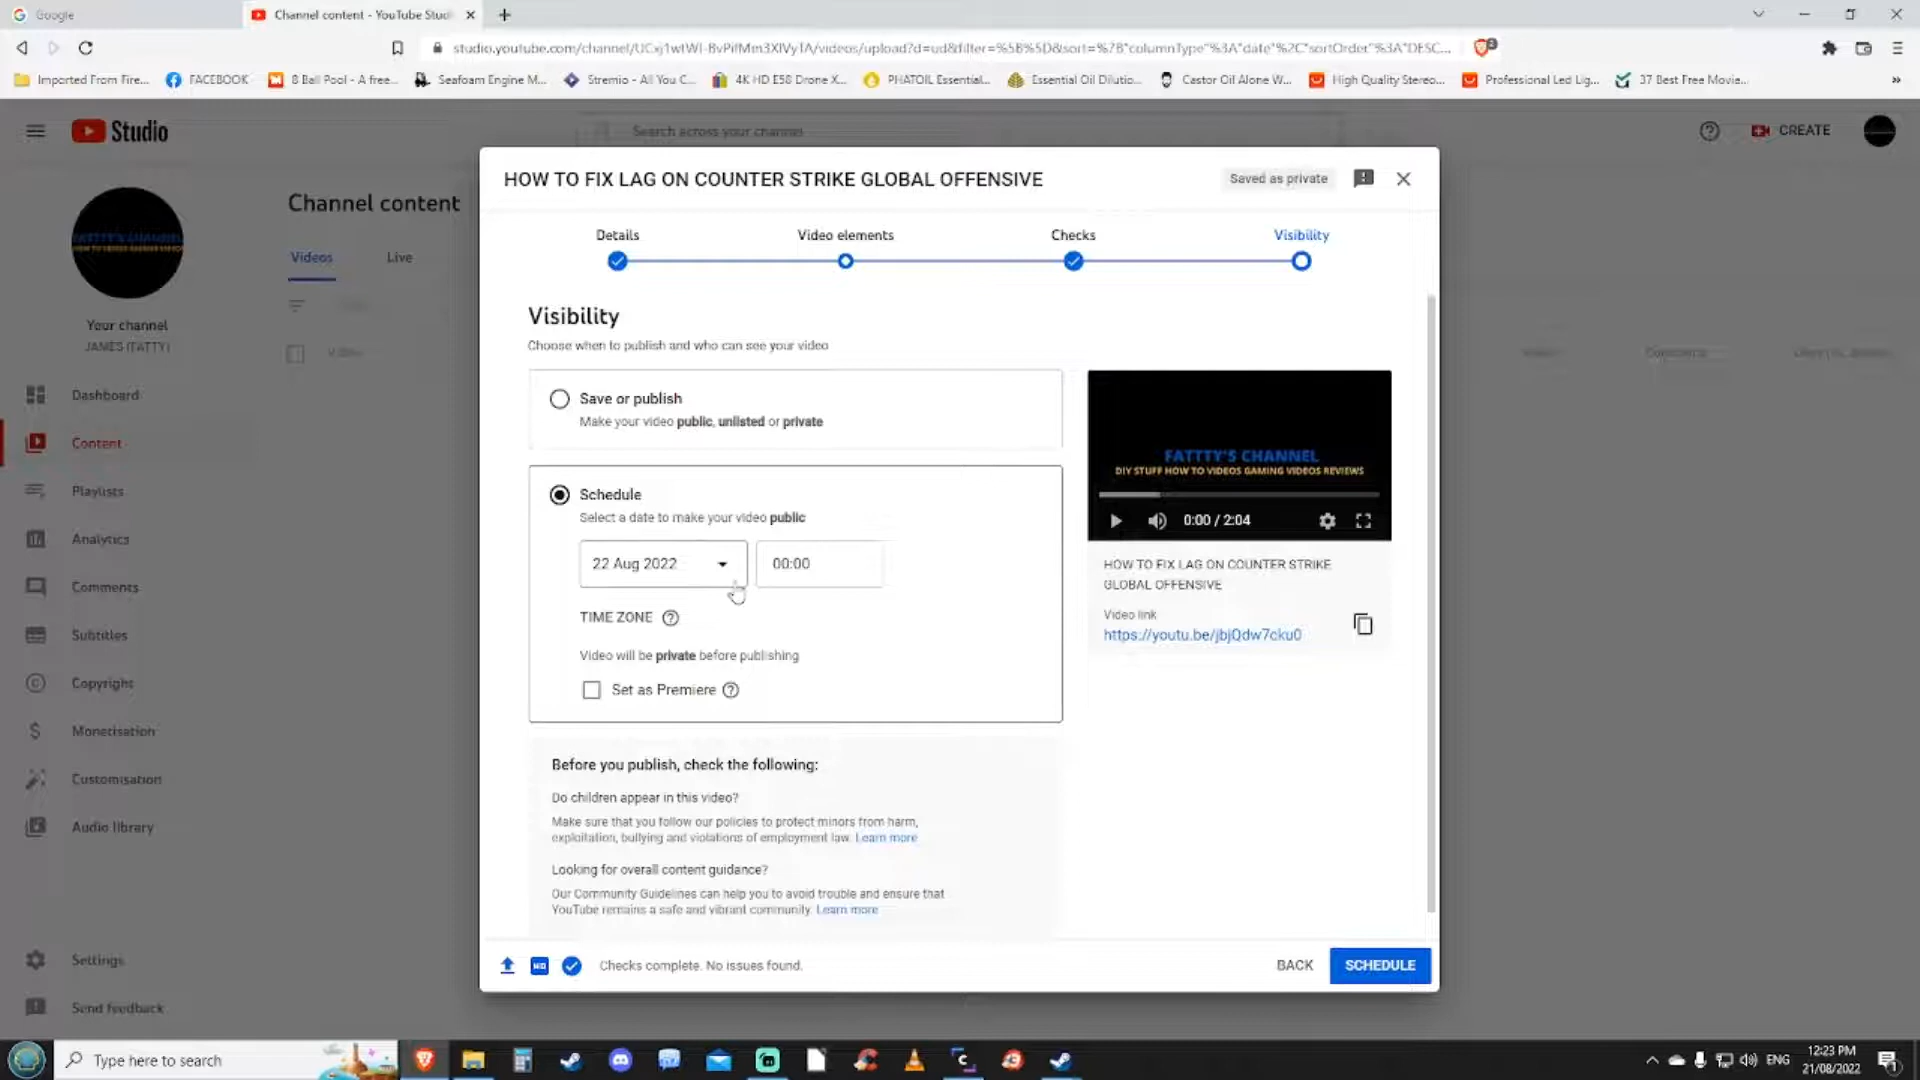 Google
Channel content - YouTube Stud
studio.youtube.com/channel/
/videos/upload?d=ud&filter=%5B%5D&sort=%7B"columnType"%3A"date"%2C"sortOrder"%3A"DESC...
Imported From Fire...
FACEBOOK
8 Ball Pool - A free...
Seafoam Engine M...
Stremio - All You C...
4K HD E58 Drone X...
PHATOIL Essential...
Essential Oil Dilutio...
Castor Oil Alone W...
High Quality Stereo...
Professional Led Lig...
37 Best Free Movie...
»
Studio
Search across your channel
CREATE
HOW TO FIX LAG ON COUNTER STRIKE GLOBAL OFFENSIVE
Saved as private
Details
Video elements
Checks
Visibility
Channel content
Videos
Live
Your channel
JAMES (FATTY)
Dashboard
Content
Playlists
Analytics
Comments
Subtitles
Copyright
Monetisation
Customisation
Audio library
Settings
Send feedback
Visibility
Choose when to publish and who can see your video
Save or publish
Make your video public, unlisted or private
Schedule
Select a date to make your video public
22 Aug 2022
00:00
TIME ZONE
Video will be private before publishing
Set as Premiere
Before you publish, check the following:
Do children appear in this video?
Make sure that you follow our policies to protect minors from harm,
exploitation, bullying and violations of employment law. Learn more
Looking for overall content guidance?
Our Community Guidelines can help you to avoid trouble and ensure that
YouTube remains a safe and vibrant community. Learn more
FATTTY'S CHANNEL
DIY STUFF HOW TO VIDEOS GAMING VIDEOS REVIEWS
0:00 / 2:04
HOW TO FIX LAG ON COUNTER STRIKE
GLOBAL OFFENSIVE
Video link
https://youtu.be/jbjQdw7cku0
HD
Checks complete. No issues found.
BACK
SCHEDULE
Type here to search
ENG
12:23 PM
21/08/2022